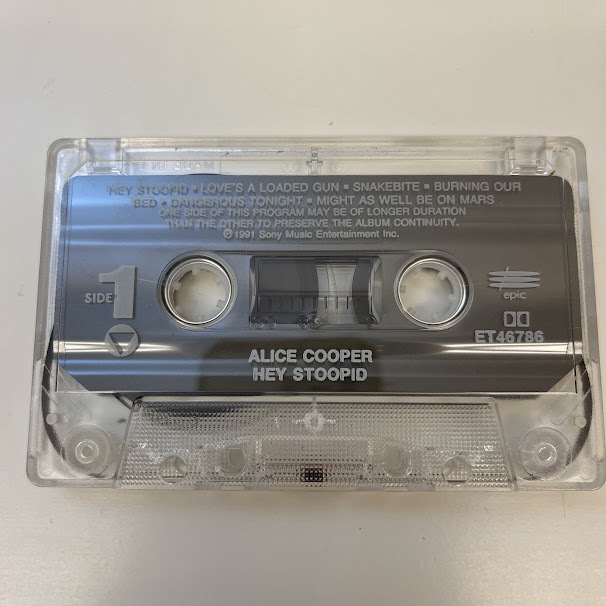 HEY STOOPID • LOVE'S A LOADED GUN • SNAKEBITE • BURNING OUR
BED • DANGEROUS TONIGHT • MIGHT AS WELL BE ON MARS
ONE SIDE OF THIS PROGRAM MAY BE OF LONGER DURATION
THAN THE OTHER TO PRESERVE THE ALBUM CONTINUITY.
℗1991 Sony Music Entertainment Inc.
SIDE 1
epic
ET46786
ALICE COOPER
HEY STOOPID